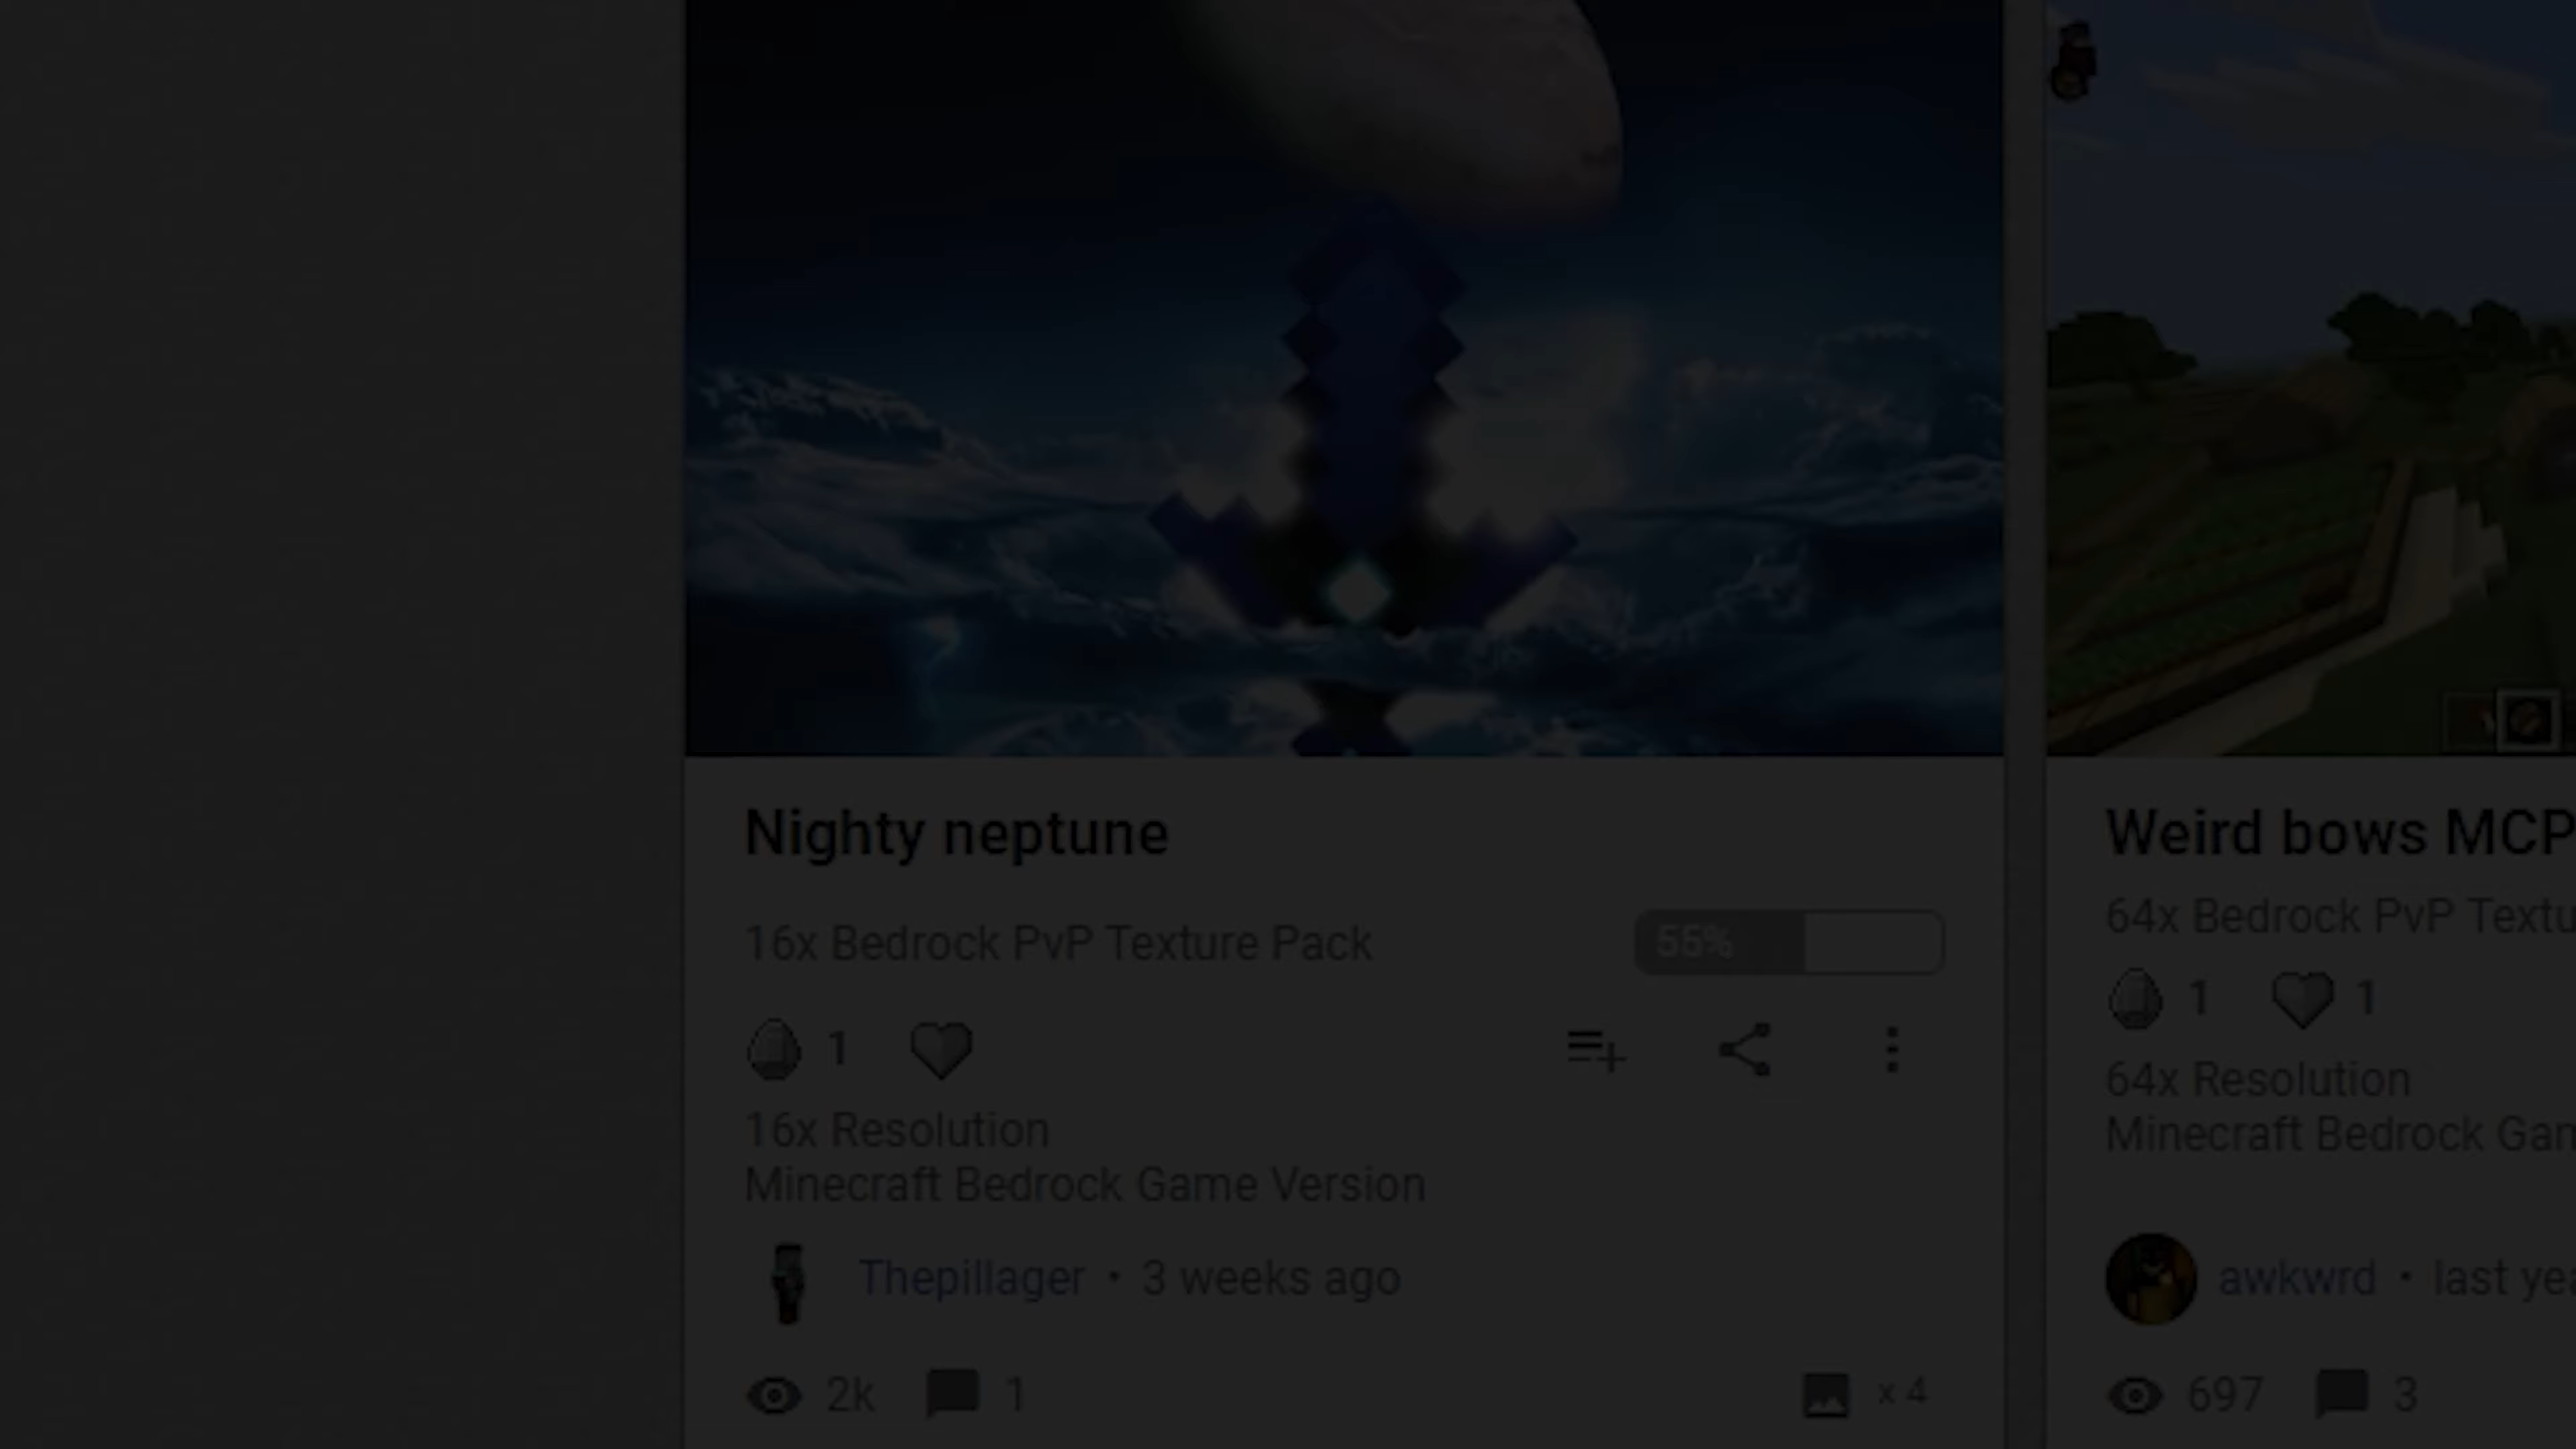 Nighty neptune
16x Bedrock PvP Texture Pack
55%
1
16x Resolution
Minecraft Bedrock Game Version
Thepillager • 3 weeks ago
2k 1 x 4
Weird bows MCP
64x Bedrock PvP Textu
1 1
64x Resolution
Minecraft Bedrock Gan
awkwrd • last yea
697 3